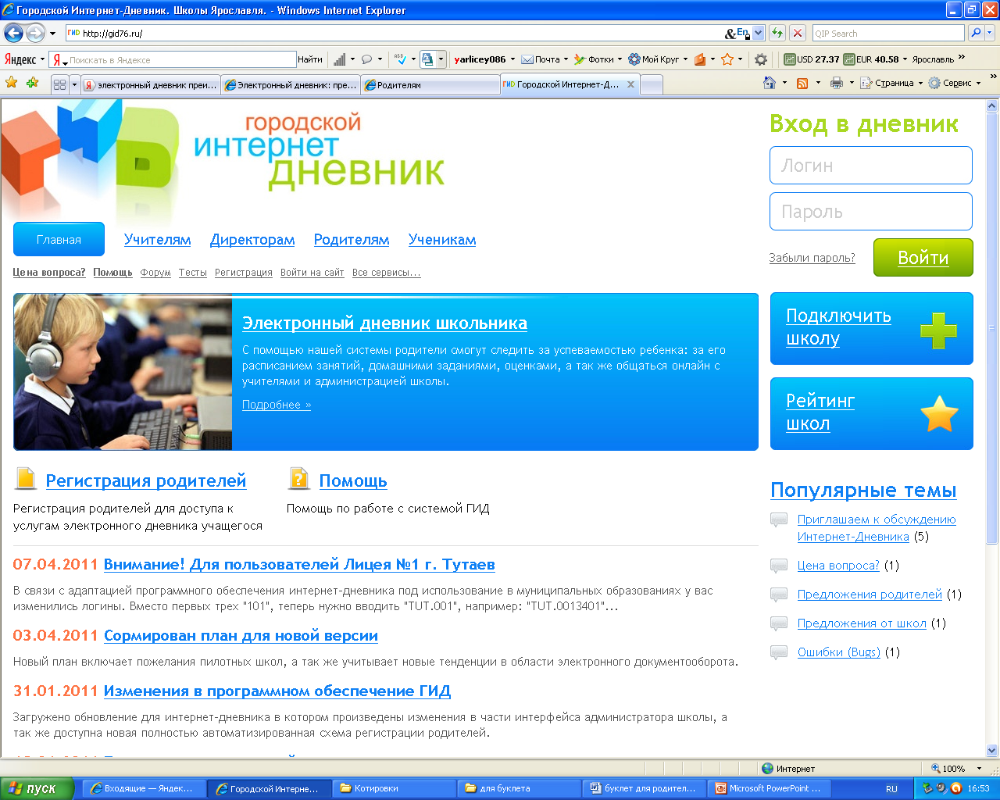 Городской Интернет-Дневник. Школы Ярославля. - Windows Internet Explorer
ГИD http://gid76.ru/
En
QIP Search
Яндекс
Я Поискать в Яндексе
Найти
yarlicey086
Почта
Фотки
Мой Круг
USD 27.37
EUR 40.58
Ярославль
электронный дневник преи...
Электронный дневник: пре...
Родителям
ГИD Городской Интернет-Д...
Страница
Сервис
ГИD
городской
интернет
дневник
Вход в дневник
Логин
Пароль
Забыли пароль?
Войти
Главная
Учителям
Директорам
Родителям
Ученикам
Цена вопроса?
Помощь
Форум
Тесты
Регистрация
Войти на сайт
Все сервисы...
Электронный дневник школьника
С помощью нашей системы родители смогут следить за успеваемостью ребенка: за его
расписанием занятий, домашними заданиями, оценками, а так же общаться онлайн с
учителями и администрацией школы.
Подробнее »
Подключить
школу
Рейтинг
школ
Регистрация родителей
Регистрация родителей для доступа к
услугам электронного дневника учащегося
Помощь
Помощь по работе с системой ГИД
Популярные темы
Приглашаем к обсуждению
Интернет-Дневника (5)
Цена вопроса? (1)
Предложения родителей (1)
Предложения от школ (1)
Ошибки (Bugs) (1)
07.04.2011 Внимание! Для пользователей Лицея №1 г. Тутаев
В связи с адаптацией программного обеспечения интернет-дневника под использование в муниципальных образованиях у вас
изменились логины. Вместо первых трех "101", теперь нужно вводить "TUT.001", например: "TUT.0013401"...
03.04.2011 Сормирован план для новой версии
Новый план включает пожелания пилотных школ, а так же учитывает новые тенденции в области электронного документооборота.
31.01.2011 Изменения в программном обеспечение ГИД
Загружено обновление для интернет-дневника в котором произведены изменения в части интерфейса администратора школы, а
так же доступна новая полностью автоматизированная схема регистрации родителей.
Интернет
100%
пуск
Входящие — Яндек...
Городской Интерне...
Котировки
для буклета
буклет для родител...
Microsoft PowerPoint ...
RU
16:53